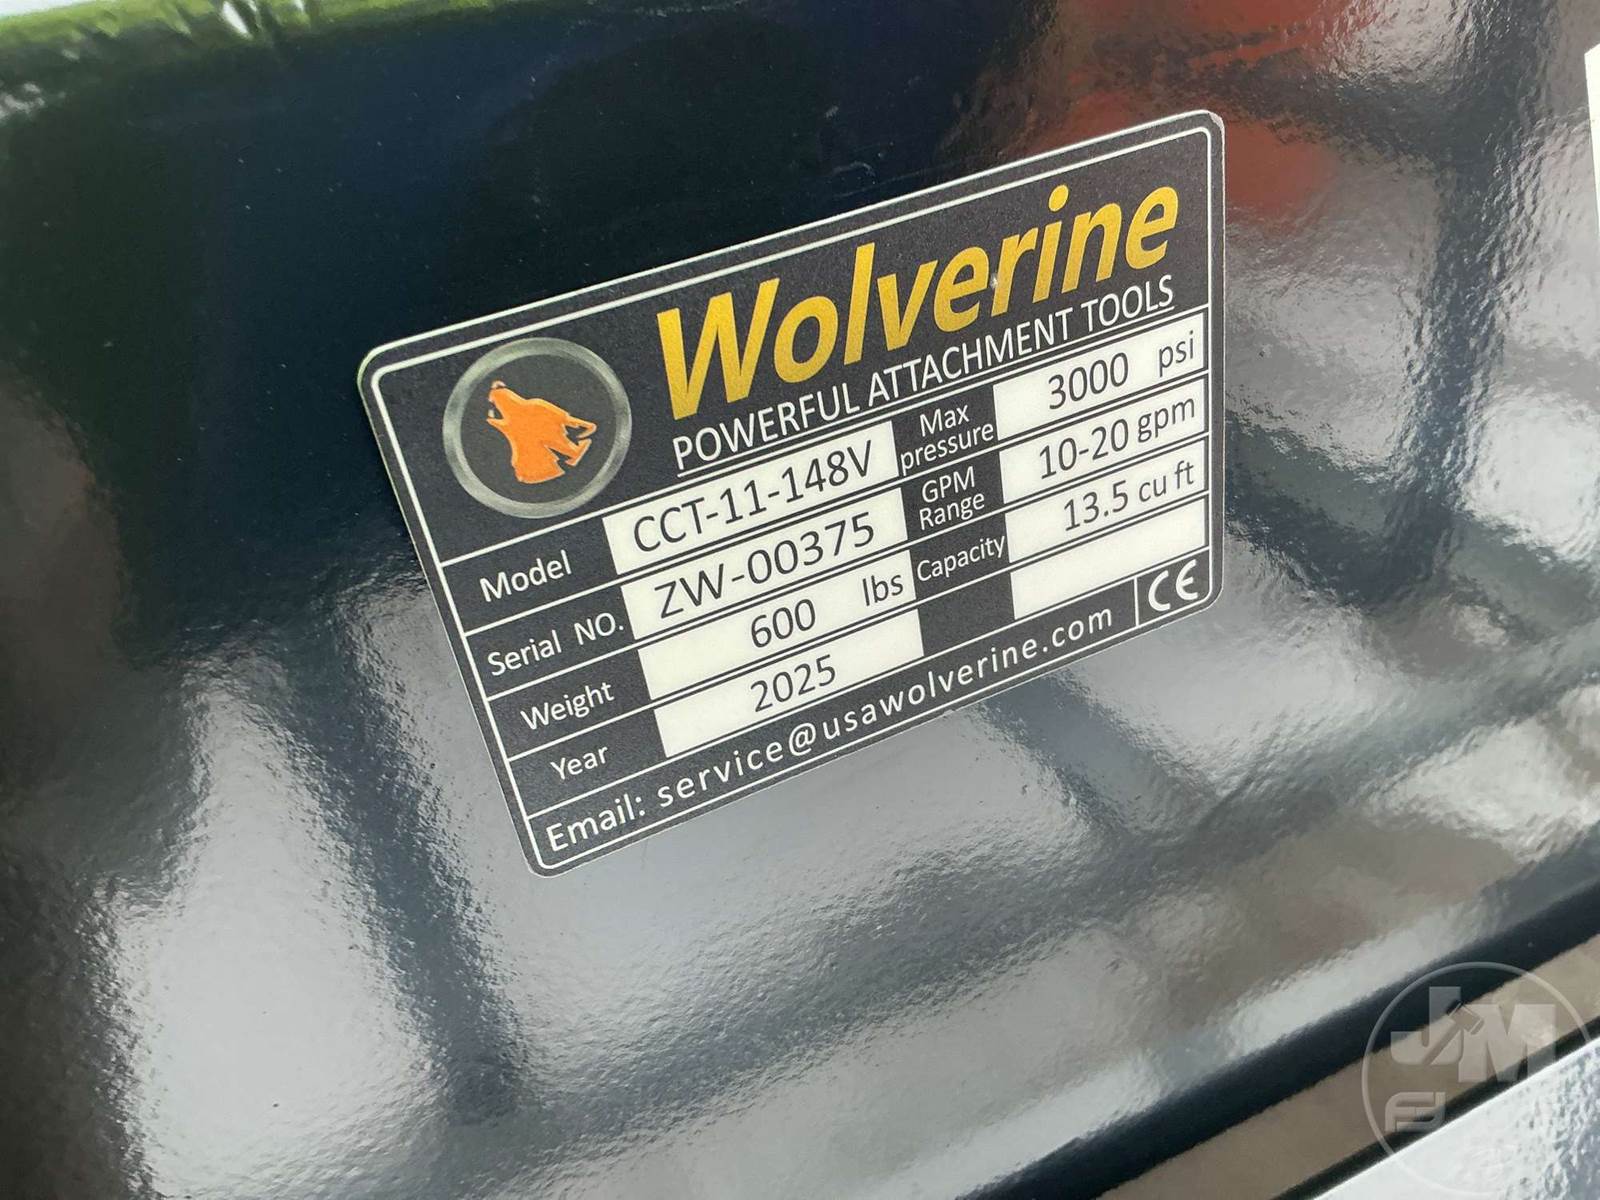 Wolverine
POWERFUL ATTACHMENT TOOLS
Model CCT-11-148V Max pressure 3000 psi
Serial NO. ZW-00375 GPM Range 10-20 gpm
Weight 600 lbs Capacity 13.5 cu ft
Year 2025
Email: service@usawolverine.com CE
JM